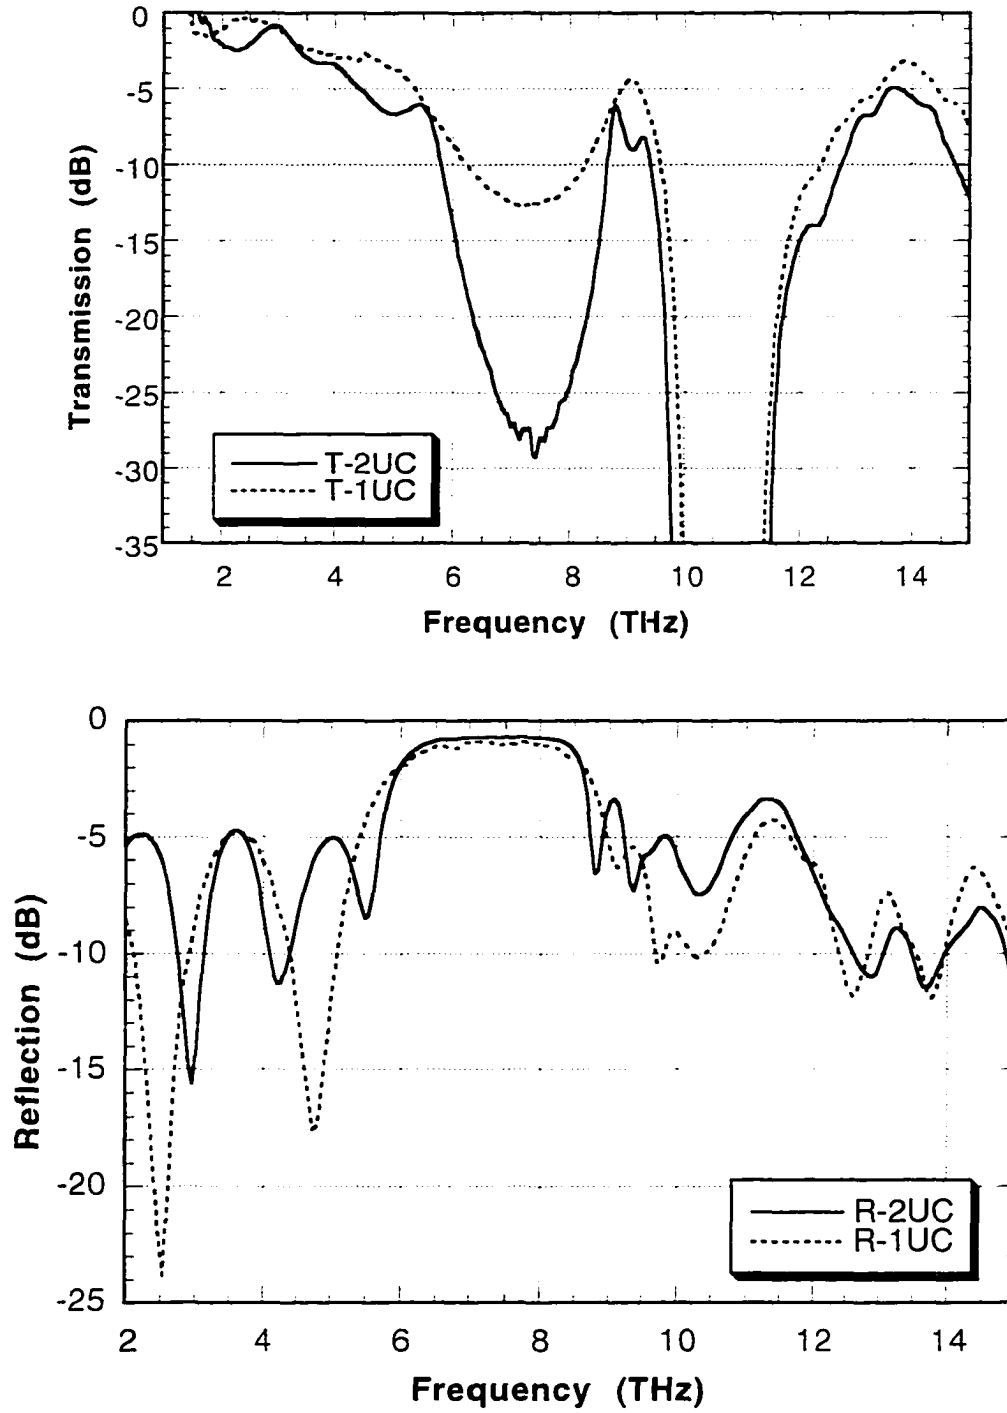 0
-5
-10
-15
-20
-25
-30
-35
Transmission (dB)
T-2UC
T-1UC
2 4 6 8 10 12 14
Frequency (THz)
0
-5
-10
-15
-20
-25
Reflection (dB)
R-2UC
R-1UC
2 4 6 8 10 12 14
Frequency (THz)